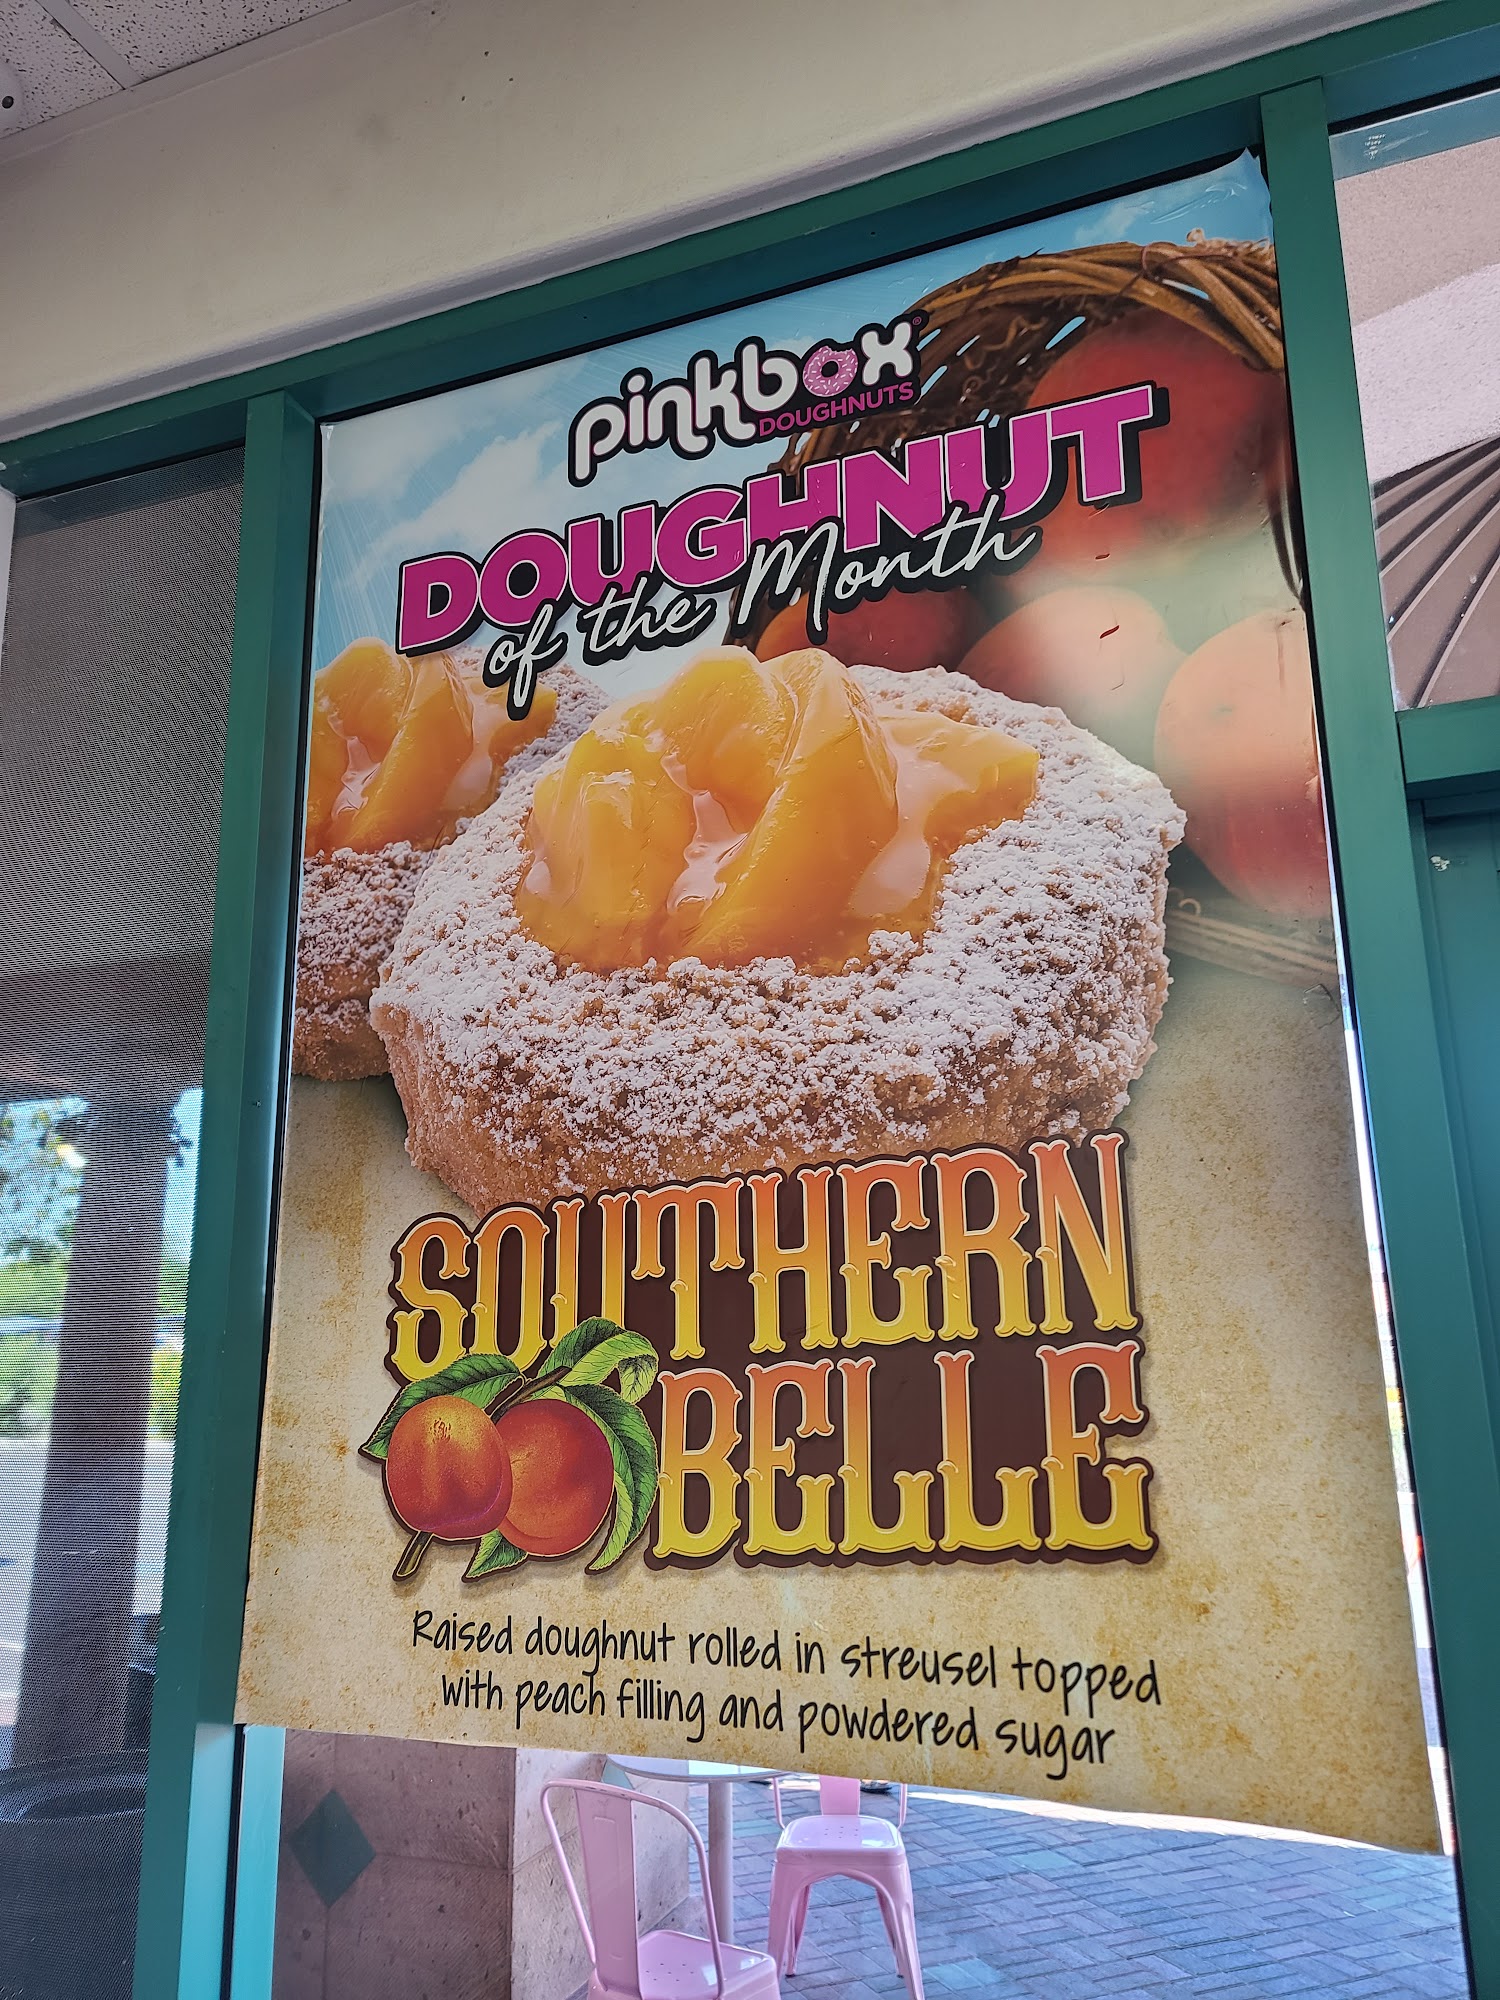 pinkbox®
DOUGHNUTS
DOUGHNUT
of the Month
SOUTHERN
BELLE
Raised doughnut rolled in streusel topped
with peach filling and powdered sugar